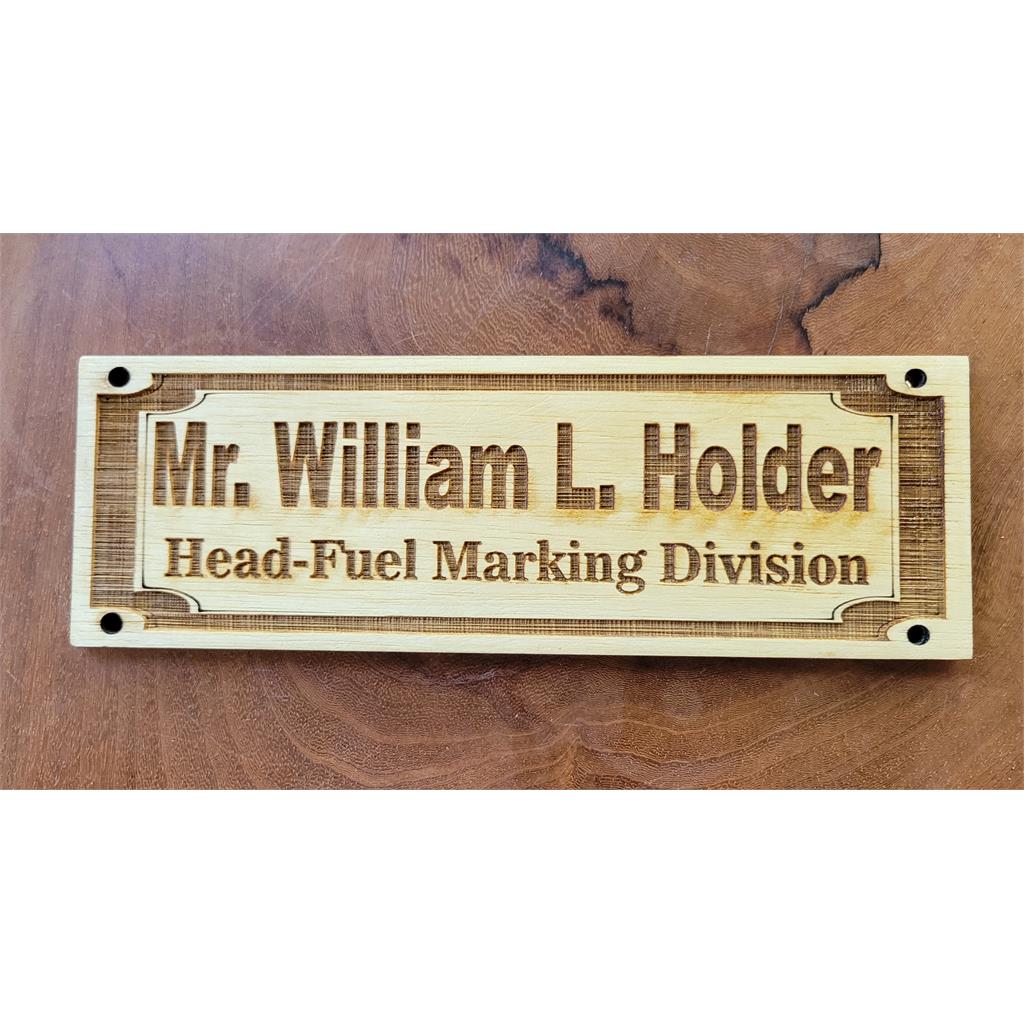 Mr. William L. Holder
Head-Fuel Marking Division